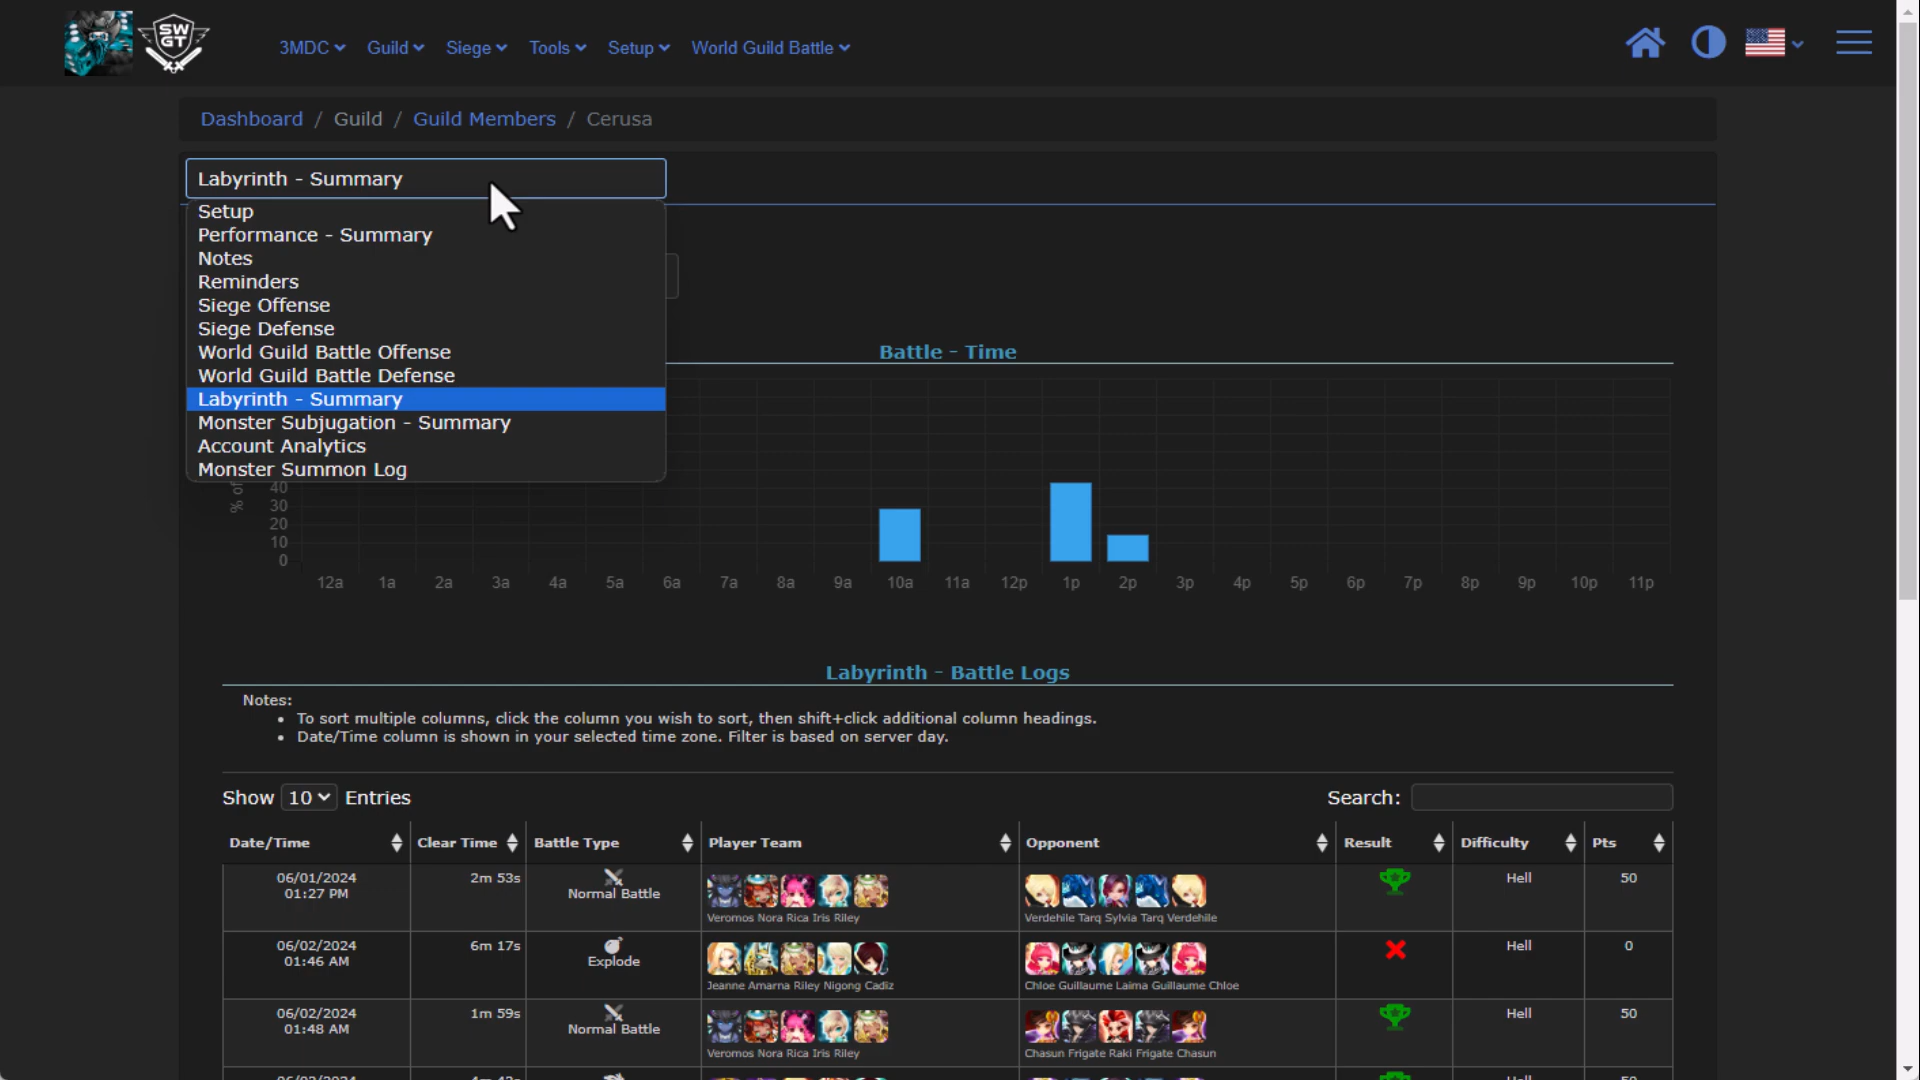 SW
GT
3MDC Guild Siege Tools Setup World Guild Battle
Dashboard / Guild / Guild Members / Cerusa
Labyrinth - Summary
Setup
Performance - Summary
Notes
Reminders
Siege Offense
Siege Defense
World Guild Battle Offense
World Guild Battle Defense
Labyrinth - Summary
Monster Subjugation - Summary
Account Analytics
Monster Summon Log
Battle - Time
% of
40
30
20
10
0
12a 1a 2a 3a 4a 5a 6a 7a 8a 9a 10a 11a 12p 1p 2p 3p 4p 5p 6p 7p 8p 9p 10p 11p
Labyrinth - Battle Logs
Notes:
• To sort multiple columns, click the column you wish to sort, then shift+click additional column headings.
• Date/Time column is shown in your selected time zone. Filter is based on server day.
Show 10 Entries Search:
Date/Time Clear Time Battle Type Player Team Opponent Result Difficulty Pts
06/01/2024 2m 53s Hell 50
01:27 PM Normal Battle
Veromos Nora Rica Iris Riley Verdehile Tarq Sylvia Tarq Verdehile
06/02/2024 6m 17s Hell 0
01:46 AM Explode
Jeanne Amarna Riley Nigong Cadiz Chloe Guillaume Laima Guillaume Chloe
06/02/2024 1m 59s Hell 50
01:48 AM Normal Battle
Veromos Nora Rica Iris Riley Chasun Frigate Raki Frigate Chasun